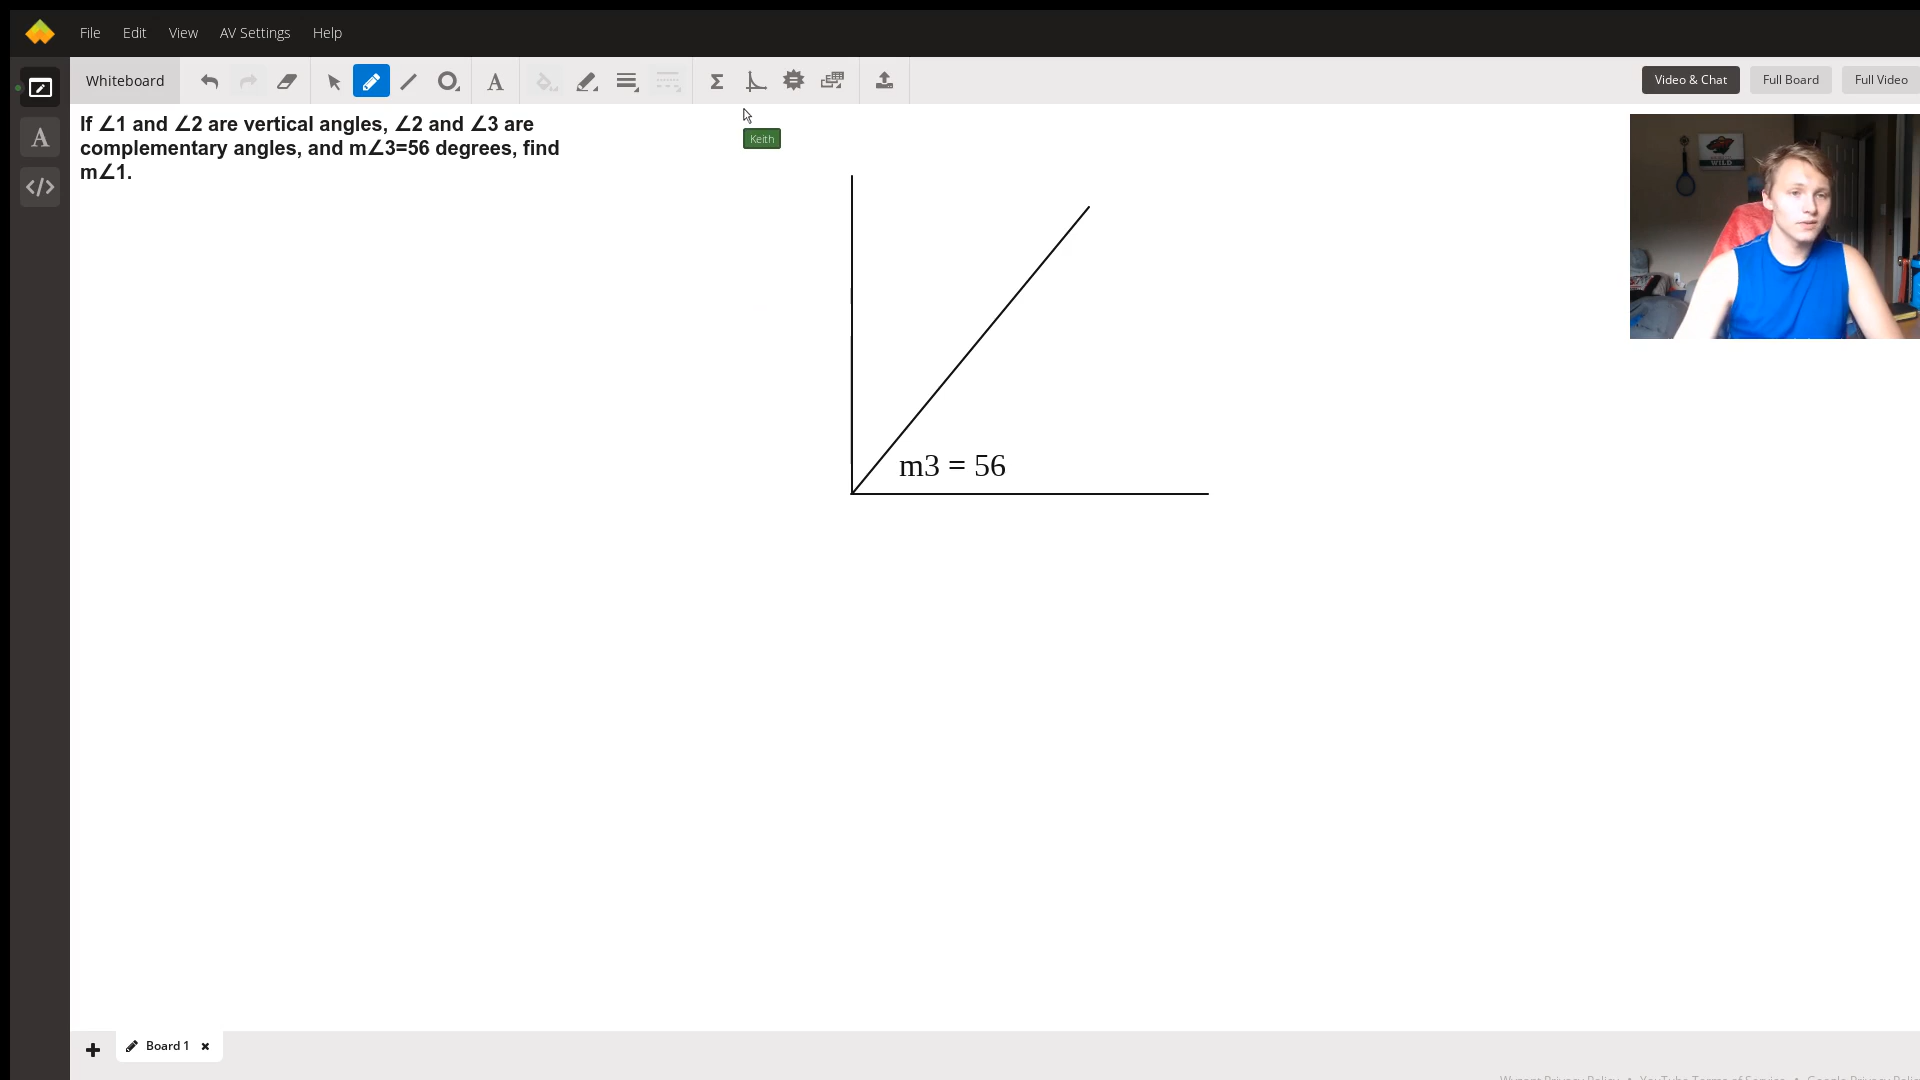 File Edit View AV Settings Help
Whiteboard A Σ Video & Chat Full Board Full Video
A
</>
If ∠1 and ∠2 are vertical angles, ∠2 and ∠3 are
complementary angles, and m∠3=56 degrees, find
m∠1.
Keith
WILD
m3 = 56
Board 1